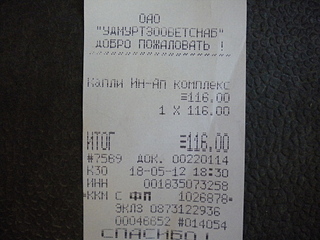 ОАО
"УДМУРТЗООВЕТСНАБ"
ДОБРО ПОЖАЛОВАТЬ !
Капли Ин-Ап комплекс
≡116.00
1 X 116.00
ИТОГ ≡116.00
#7569 ДОК. 00220114
К30 18-05-12 18:30
ИНН 001835073258
*ККМ С ФП 1026878*
ЭКЛЗ 0873122936
00046652 #014054
СПАСИБО !